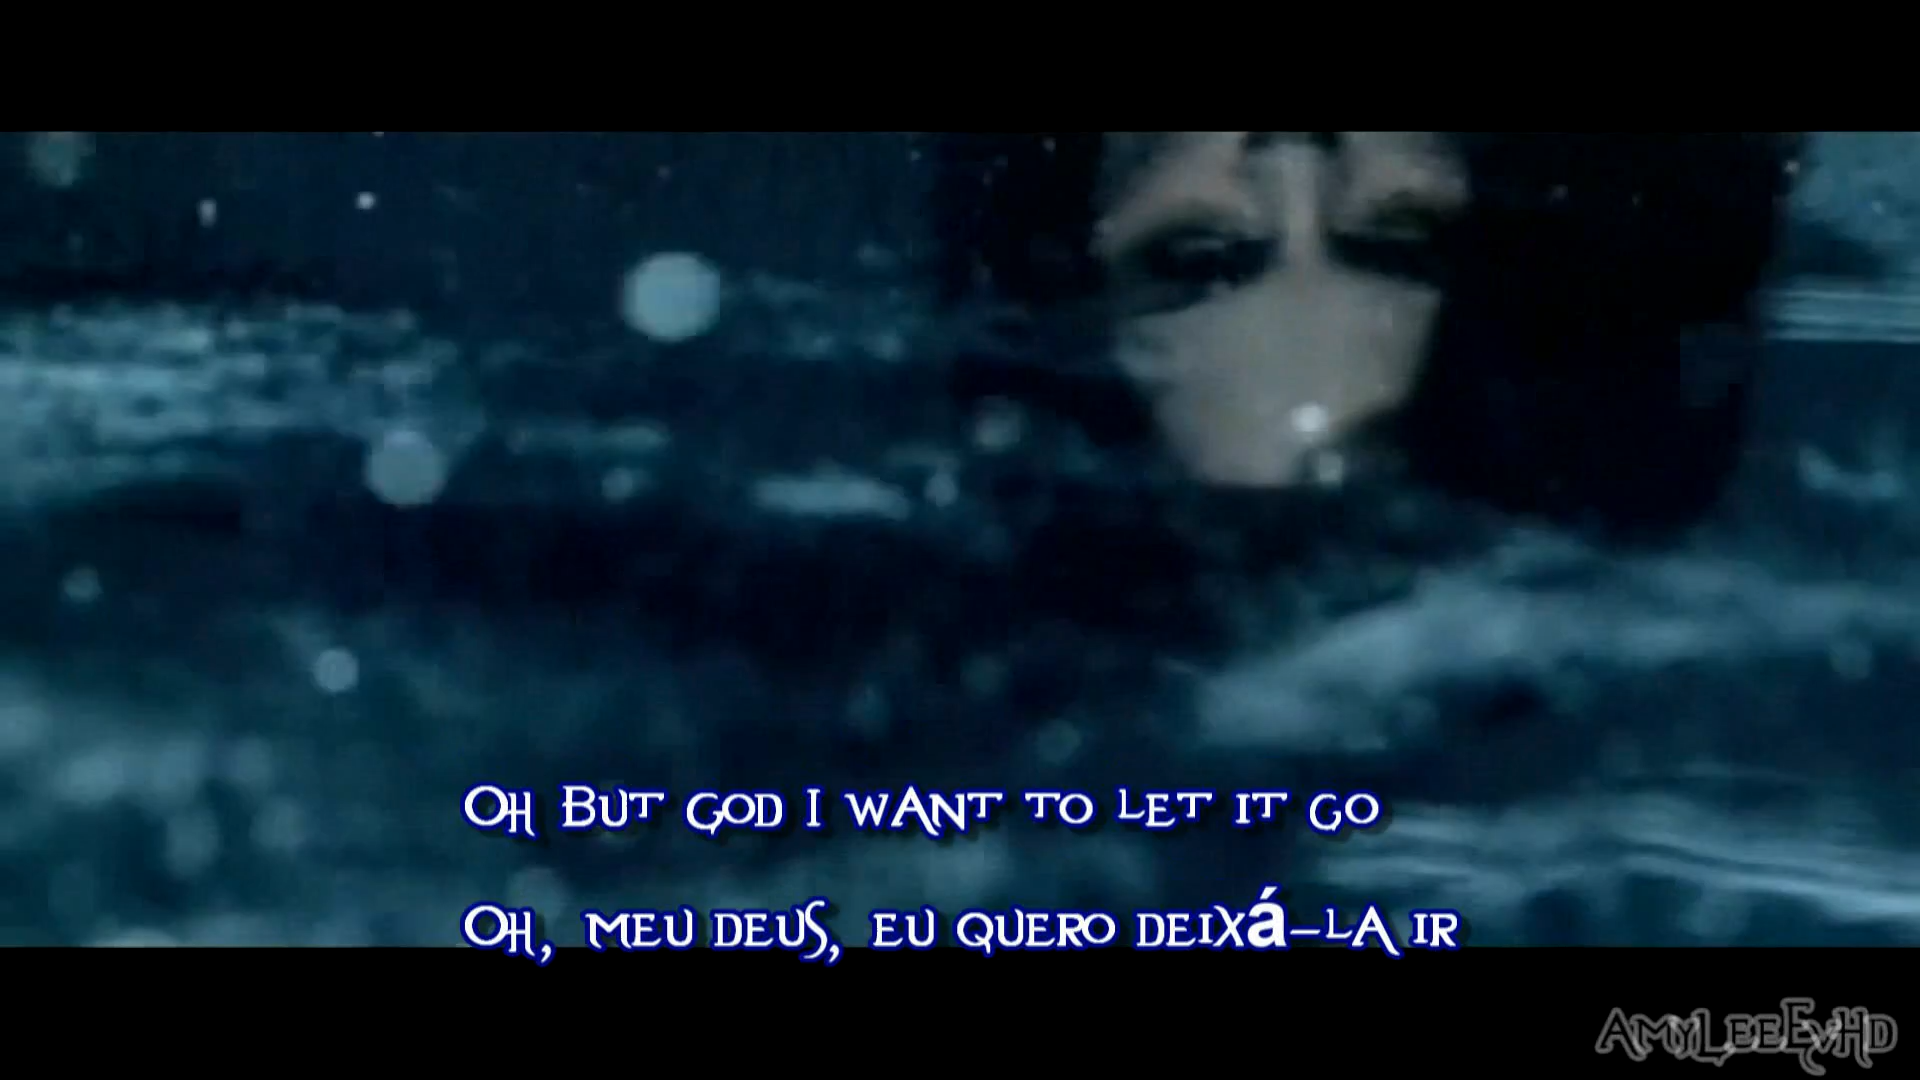 Oh But God I want to let it go
Oh, meu Deus, eu quero deixá-la ir
AmyLeeEvHD